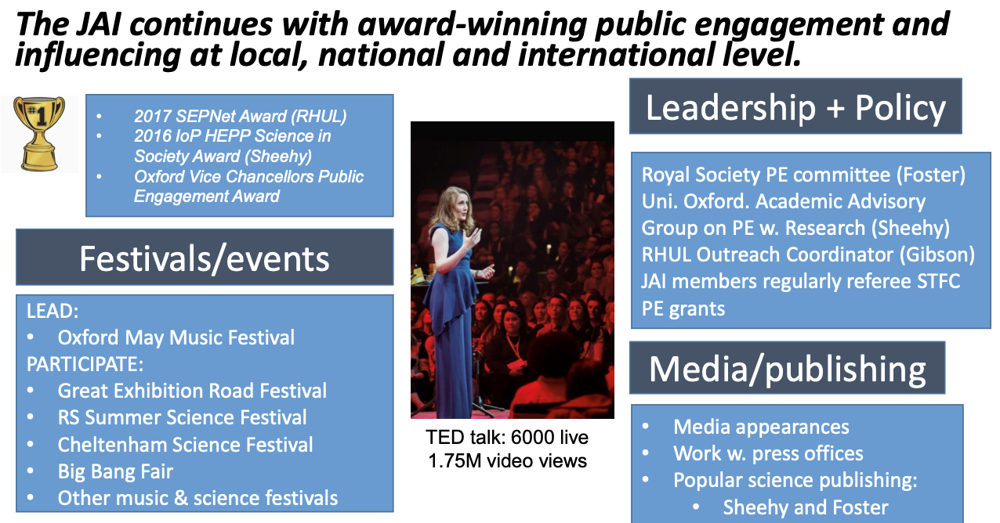 The JAI continues with award-winning public engagement and
influencing at local, national and international level.
#1
• 2017 SEPNet Award (RHUL)
• 2016 IoP HEPP Science in
Society Award (Sheehy)
• Oxford Vice Chancellors Public
Engagement Award
Festivals/events
LEAD:
• Oxford May Music Festival
PARTICIPATE:
• Great Exhibition Road Festival
• RS Summer Science Festival
• Cheltenham Science Festival
• Big Bang Fair
• Other music & science festivals
TED talk: 6000 live
1.75M video views
Leadership + Policy
Royal Society PE committee (Foster)
Uni. Oxford. Academic Advisory
Group on PE w. Research (Sheehy)
RHUL Outreach Coordinator (Gibson)
JAI members regularly referee STFC
PE grants
Media/publishing
• Media appearances
• Work w. press offices
• Popular science publishing:
• Sheehy and Foster